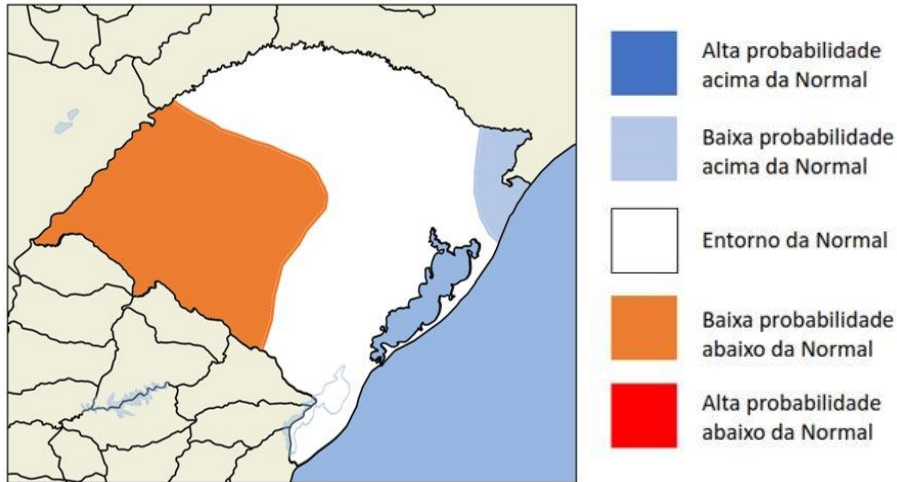 Alta probabilidade
acima da Normal
Baixa probabilidade
acima da Normal
Entorno da Normal
Baixa probabilidade
abaixo da Normal
Alta probabilidade
abaixo da Normal